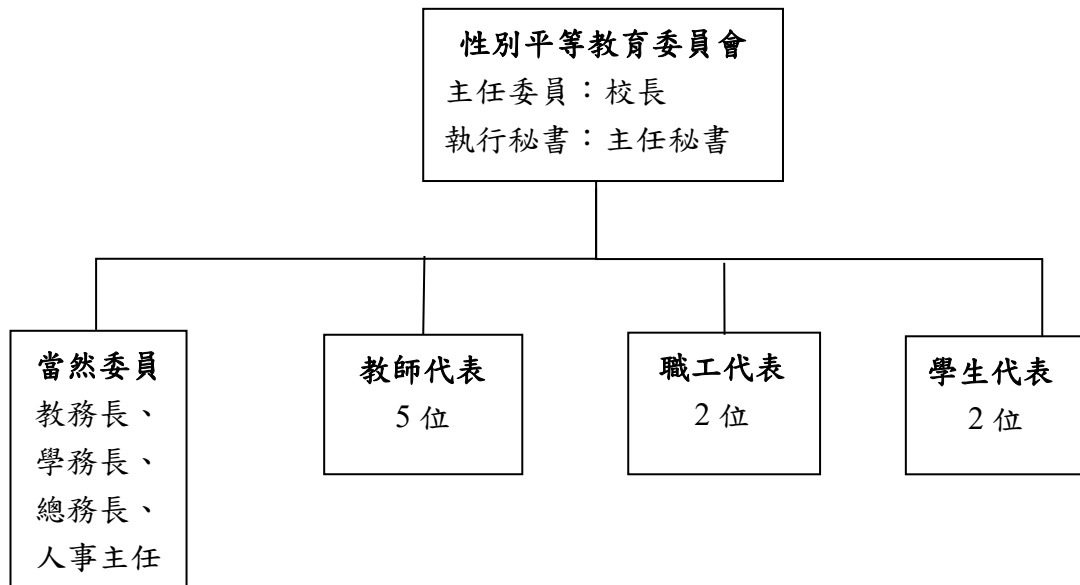 性別平等教育委員會
主任委員：校長
執行秘書：主任秘書
當然委員
教務長、
學務長、
總務長、
人事主任
教師代表
5 位
職工代表
2 位
學生代表
2 位